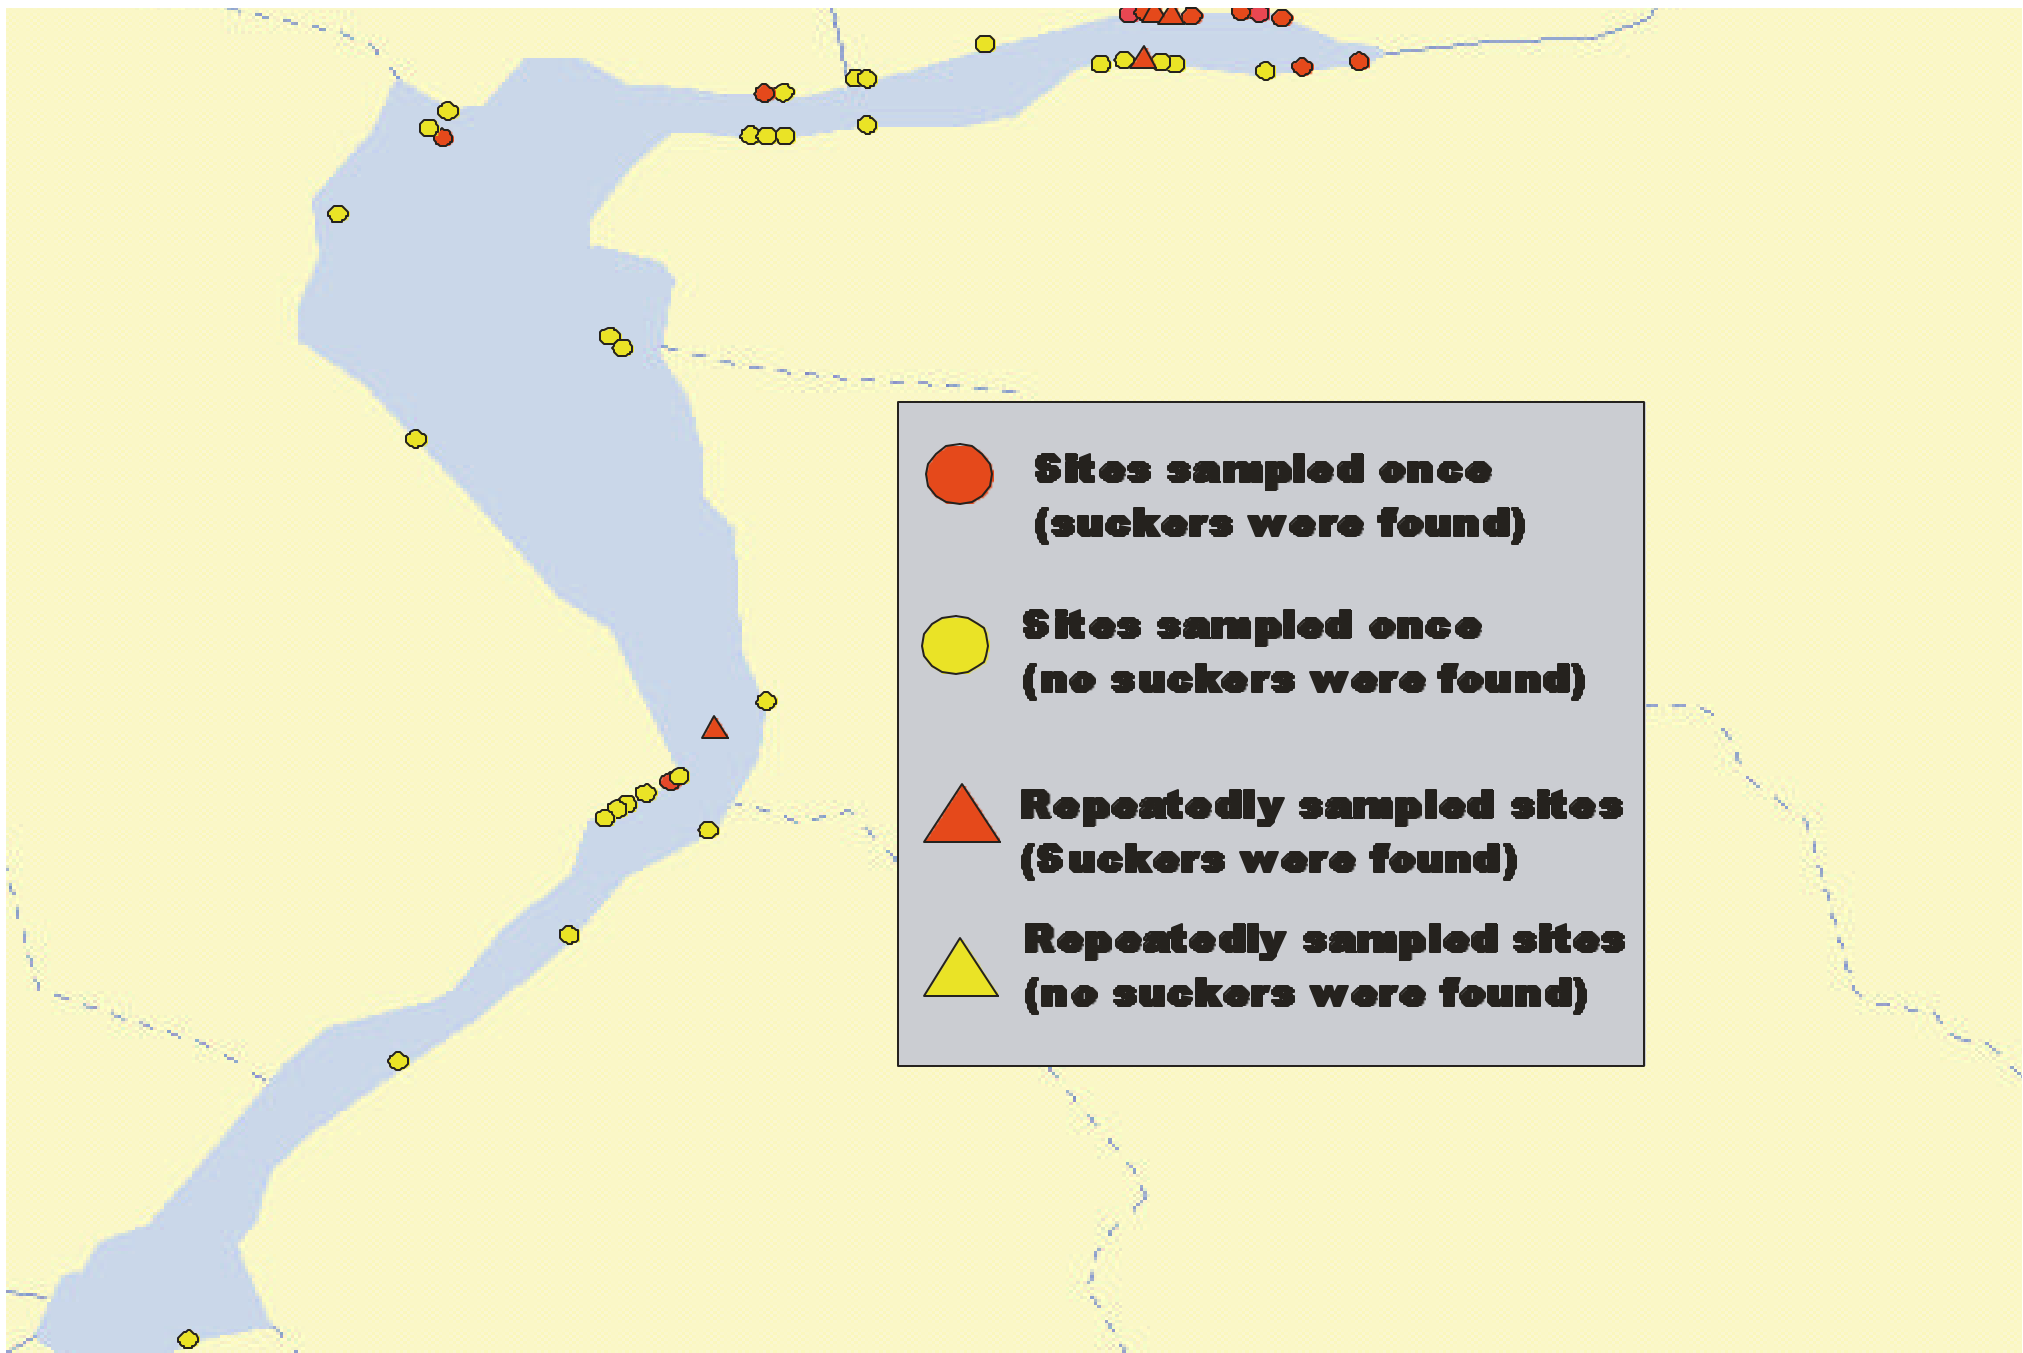 Sites sampled once
(suckers were found)
Sites sampled once
(no suckers were found)
Repeatedly sampled sites
(Suckers were found)
Repeatedly sampled sites
(no suckers were found)